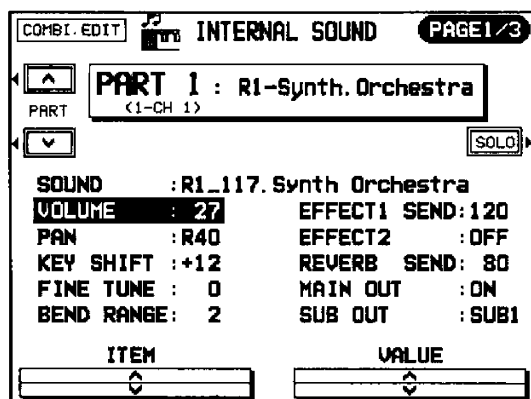 COMBI.EDIT INTERNAL SOUND PAGE1/3
PART 1 : R1-Synth.Orchestra
PART <1-CH 1>
SOLO
SOUND :R1_117.Synth Orchestra
VOLUME : 27 EFFECT1 SEND:120
PAN :R40 EFFECT2 :OFF
KEY SHIFT :+12 REVERB SEND: 80
FINE TUNE : 0 MAIN OUT :ON
BEND RANGE: 2 SUB OUT :SUB1
ITEM VALUE